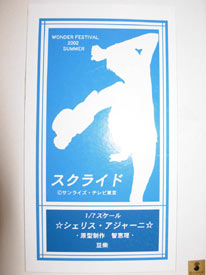 WONDER FESTIVAL
2002
SUMMER
スクライド
©サンライズ・テレビ東京
1/7スケール
☆シェリス・アジャーニ☆
・原型制作 智恵理・
豆柴